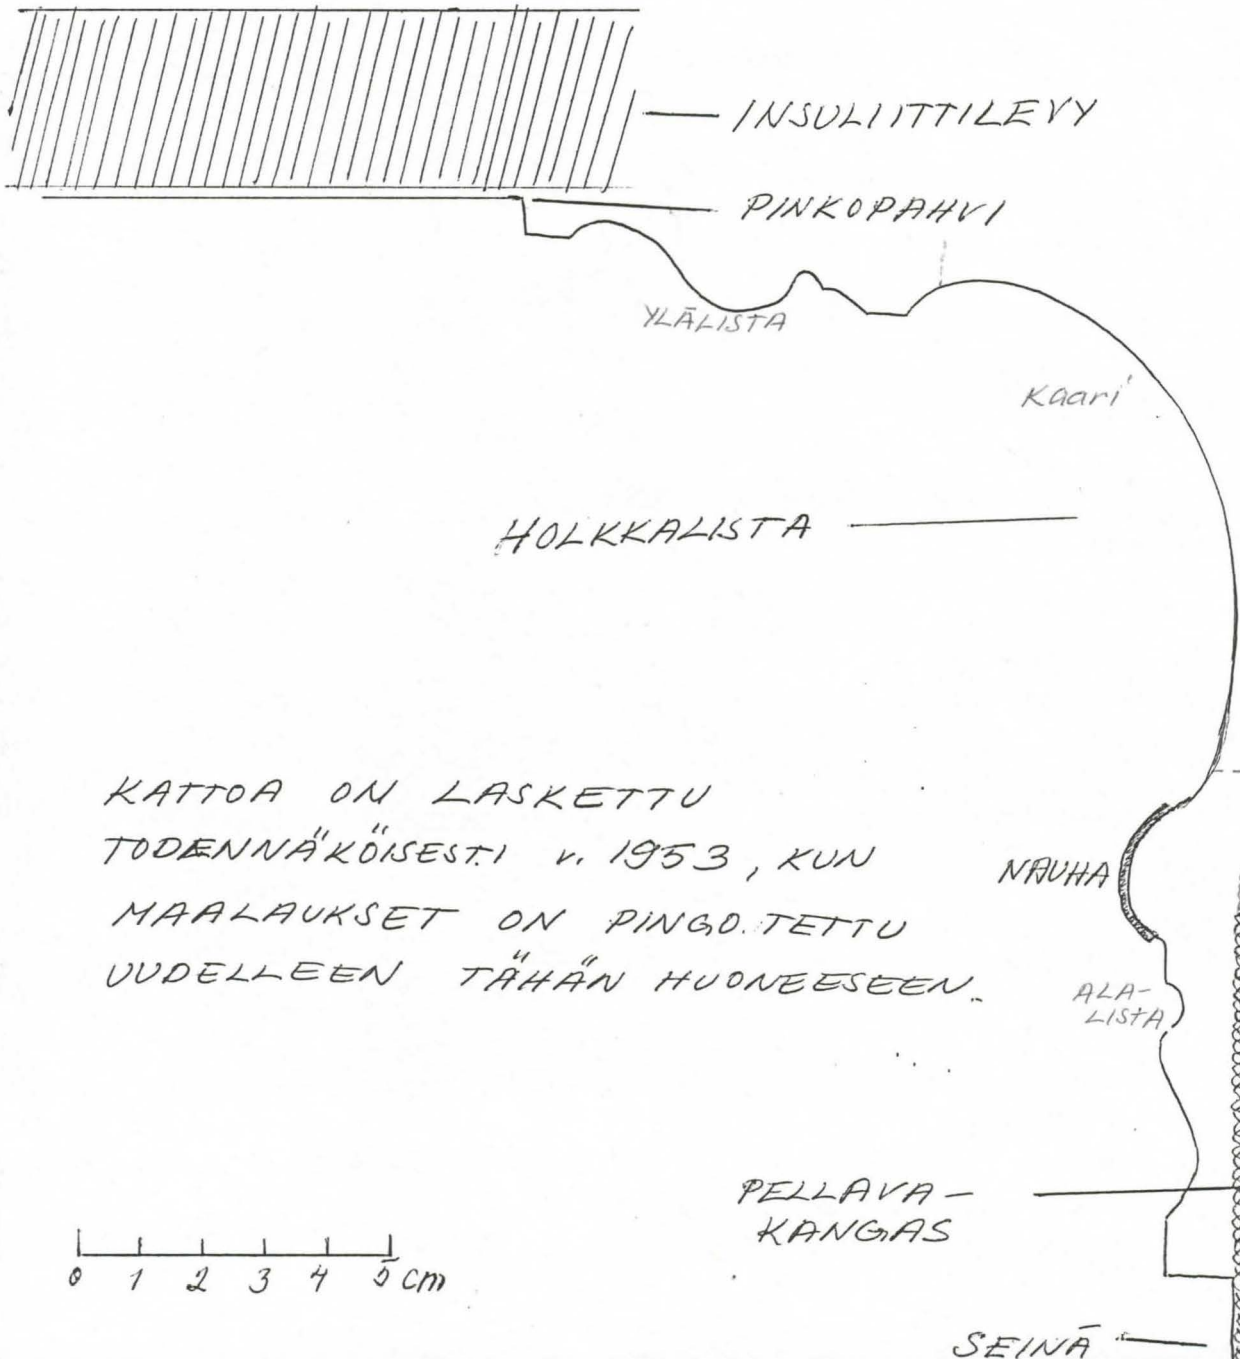 INSULIITTILEVY
PINKOPAHVI
YLÄLISTA
Kaari
HOLKKALISTA
KATTOA ON LASKETTU
TODENNÄKÖISESTI v. 1953, KUN
MAALAUKSET ON PINGOTETTU
UUDELLEEN TÄHÄN HUONEESEEN.
NAUHA
ALA-
LISTA
PELLAVA-
KANGAS
0 1 2 3 4 5 cm
SEINÄ